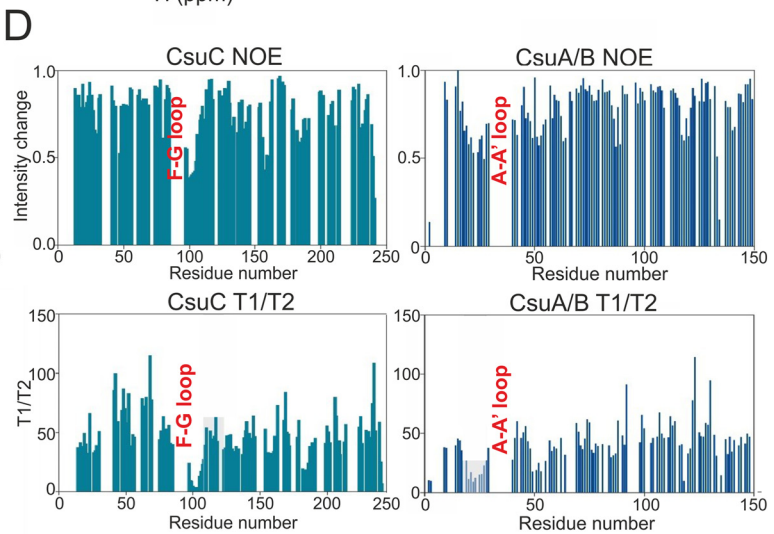 D
CsuC NOE
Intensity change
1.0
0.5
0.0
F-G loop
0 50 100 150 200 250
Residue number
CsuA/B NOE
1.0
0.5
0
A-A' loop
0 50 100 150
Residue number
CsuC T1/T2
T1/T2
150
100
50
0
F-G loop
0 50 100 150 200 250
Residue number
CsuA/B T1/T2
150
100
50
0
A-A' loop
0 50 100 150
Residue number